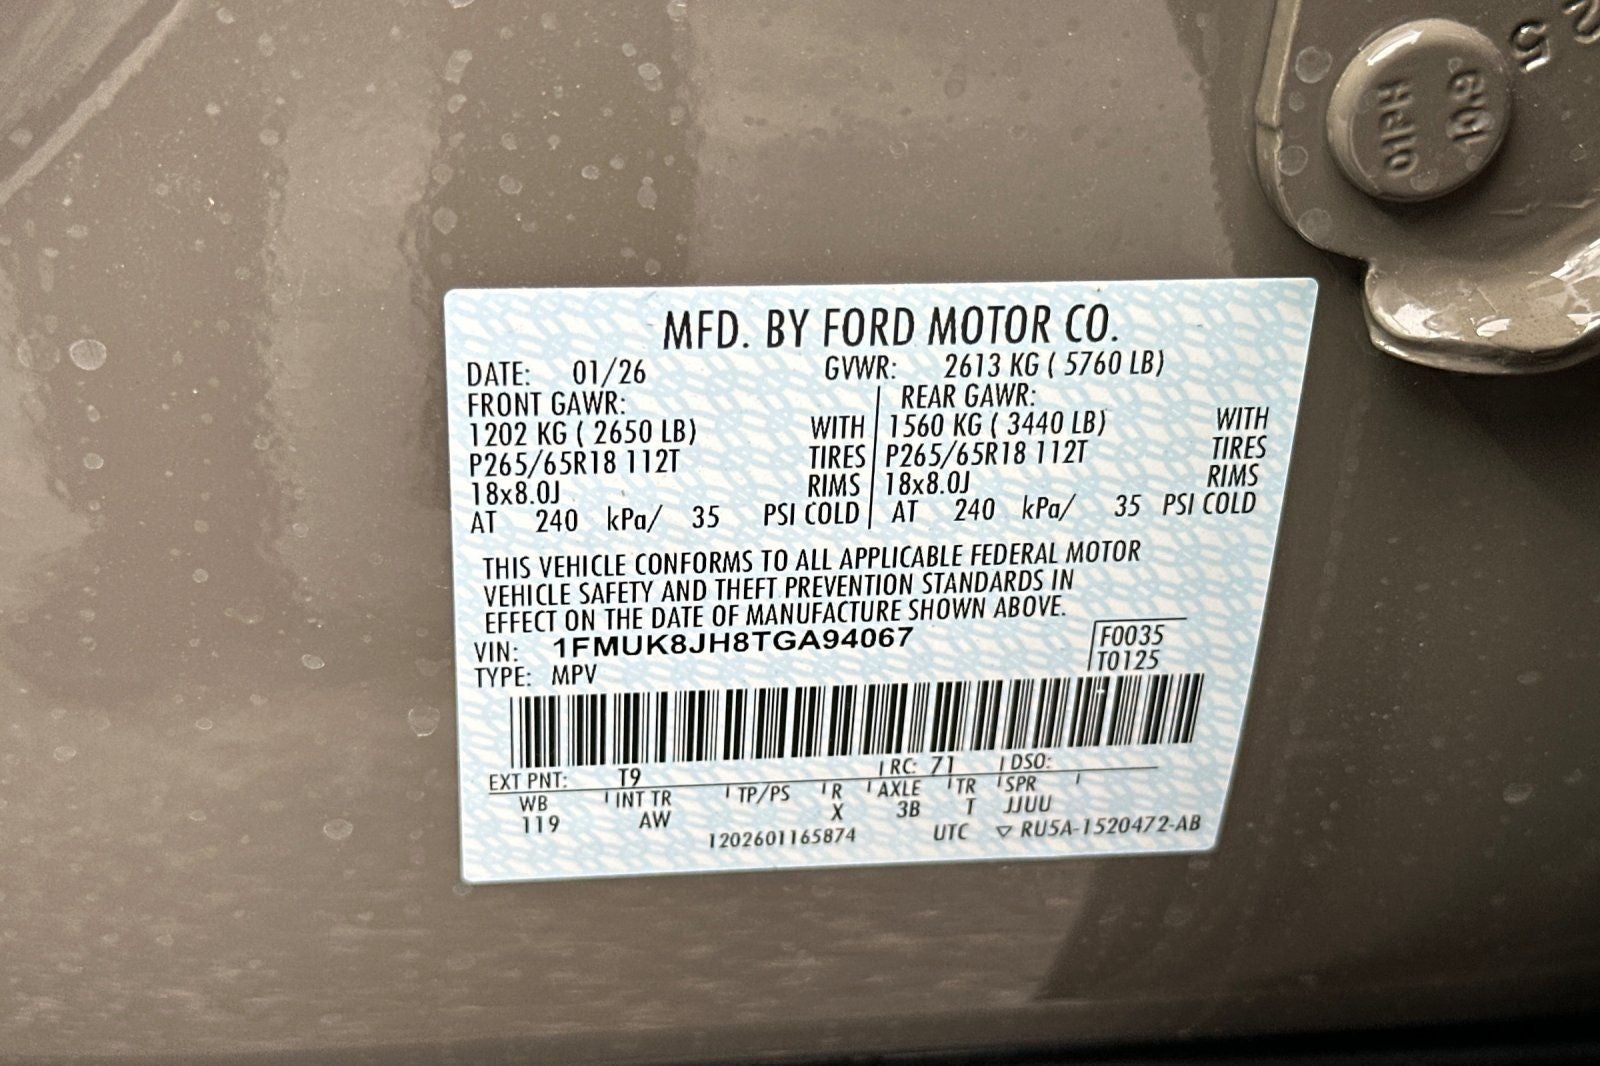 5 2
10.9
Hello
MFD. BY FORD MOTOR CO.
DATE: 01/26 GVWR: 2613 KG ( 5760 LB)
FRONT GAWR: REAR GAWR:
1202 KG ( 2650 LB) WITH 1560 KG ( 3440 LB) WITH
P265/65R18 112T TIRES P265/65R18 112T TIRES
18x8.0J RIMS 18x8.0J RIMS
AT 240 kPa/ 35 PSI COLD AT 240 kPa/ 35 PSI COLD
THIS VEHICLE CONFORMS TO ALL APPLICABLE FEDERAL MOTOR
VEHICLE SAFETY AND THEFT PREVENTION STANDARDS IN
EFFECT ON THE DATE OF MANUFACTURE SHOWN ABOVE.
VIN: 1FMUK8JH8TGA94067 F0035
TYPE: MPV T0125
EXT PNT: T9 RC: 71 DSO:
WB INT TR TP/PS R AXLE TR SPR
119 AW X 3B T JJUU
1202601165874 UTC ▽ RU5A-1520472-AB